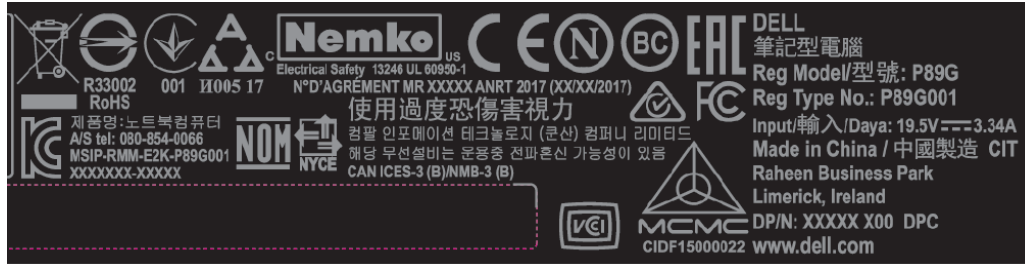 R33002
RoHS
001
И005 17
Nemko
C US
Electrical Safety 13246 UL 60950-1
N
BC
EAC
N°D'AGRÉMENT MR XXXXX ANRT 2017 (XX/XX/2017)
使用過度恐傷害視力
FC
제품명:노트북컴퓨터
A/S tel: 080-854-0066
MSIP-RMM-E2K-P89G001
XXXXXXX-XXXXX
NOM
NYCE
컴팔 인포메이션 테크놀로지 (쿤산) 컴퍼니 리미티드
해당 무선설비는 운용중 전파혼신 가능성이 있음
CAN ICES-3 (B)/NMB-3 (B)
VCI
MCMC
CIDF15000022
DELL
筆記型電腦
Reg Model/型號: P89G
Reg Type No.: P89G001
Input/輸入/Daya: 19.5V⎓3.34A
Made in China / 中國製造 CIT
Raheen Business Park
Limerick, Ireland
DP/N: XXXXX X00 DPC
www.dell.com